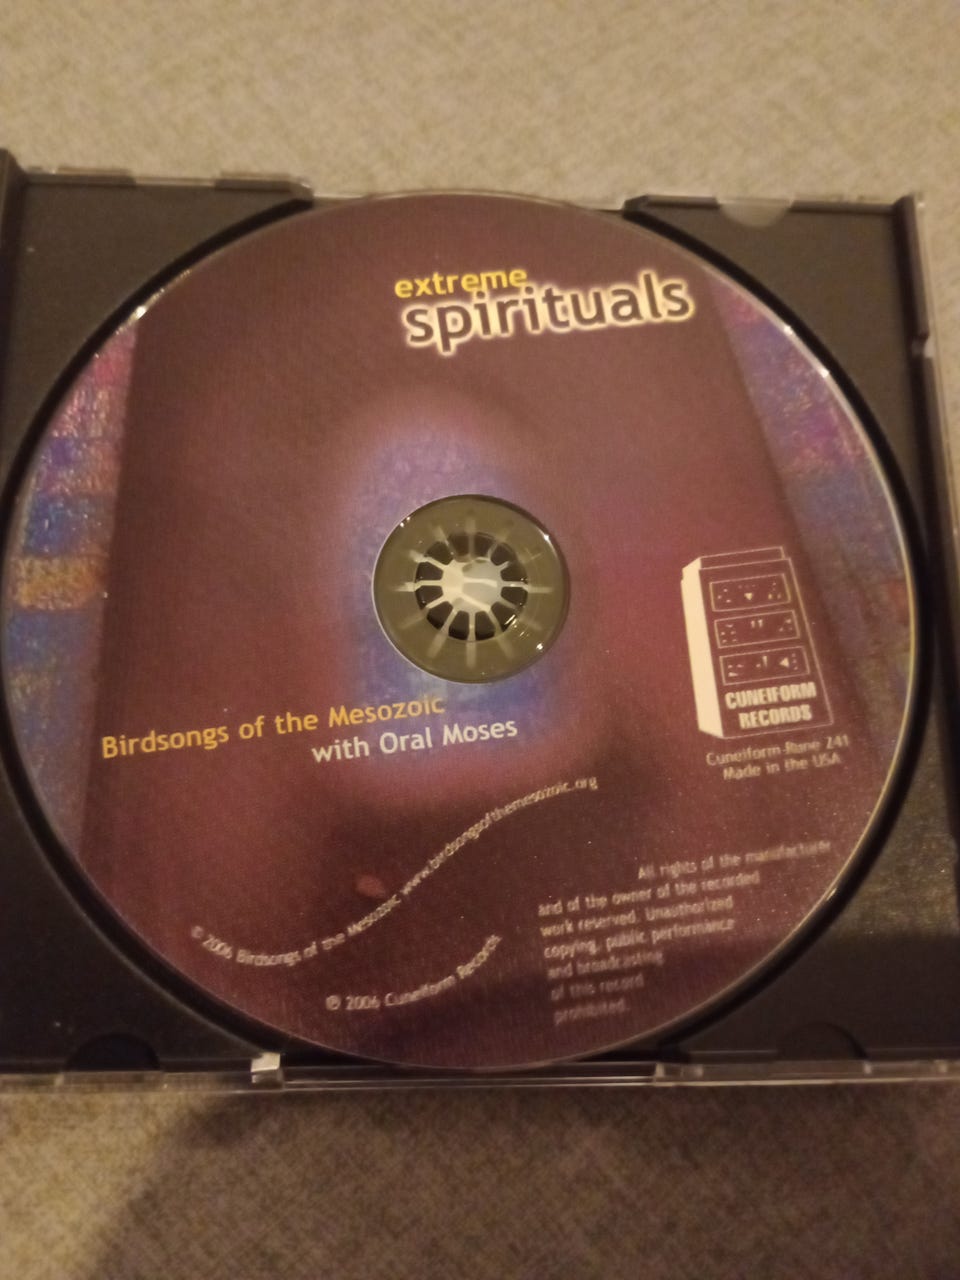 extreme
spirituals
CUNEIFORM
RECORDS
Birdsongs of the Mesozoic
with Oral Moses
Cuneiform-Rune 241
Made in the USA
© 2006 Birdsongs of the Mesozoic www.birdsongsofthemesozoic.org
℗ 2006 Cuneiform Records
All rights of the manufacturer
and of the owner of the recorded
work reserved. Unauthorized
copying, public performance
and broadcasting
of this record
prohibited.